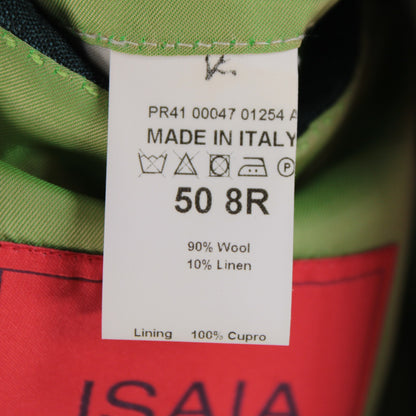 K.
PR41 00047 01254 A
MADE IN ITALY
P
50 8R
90% Wool
10% Linen
Lining 100% Cupro
ISAIA